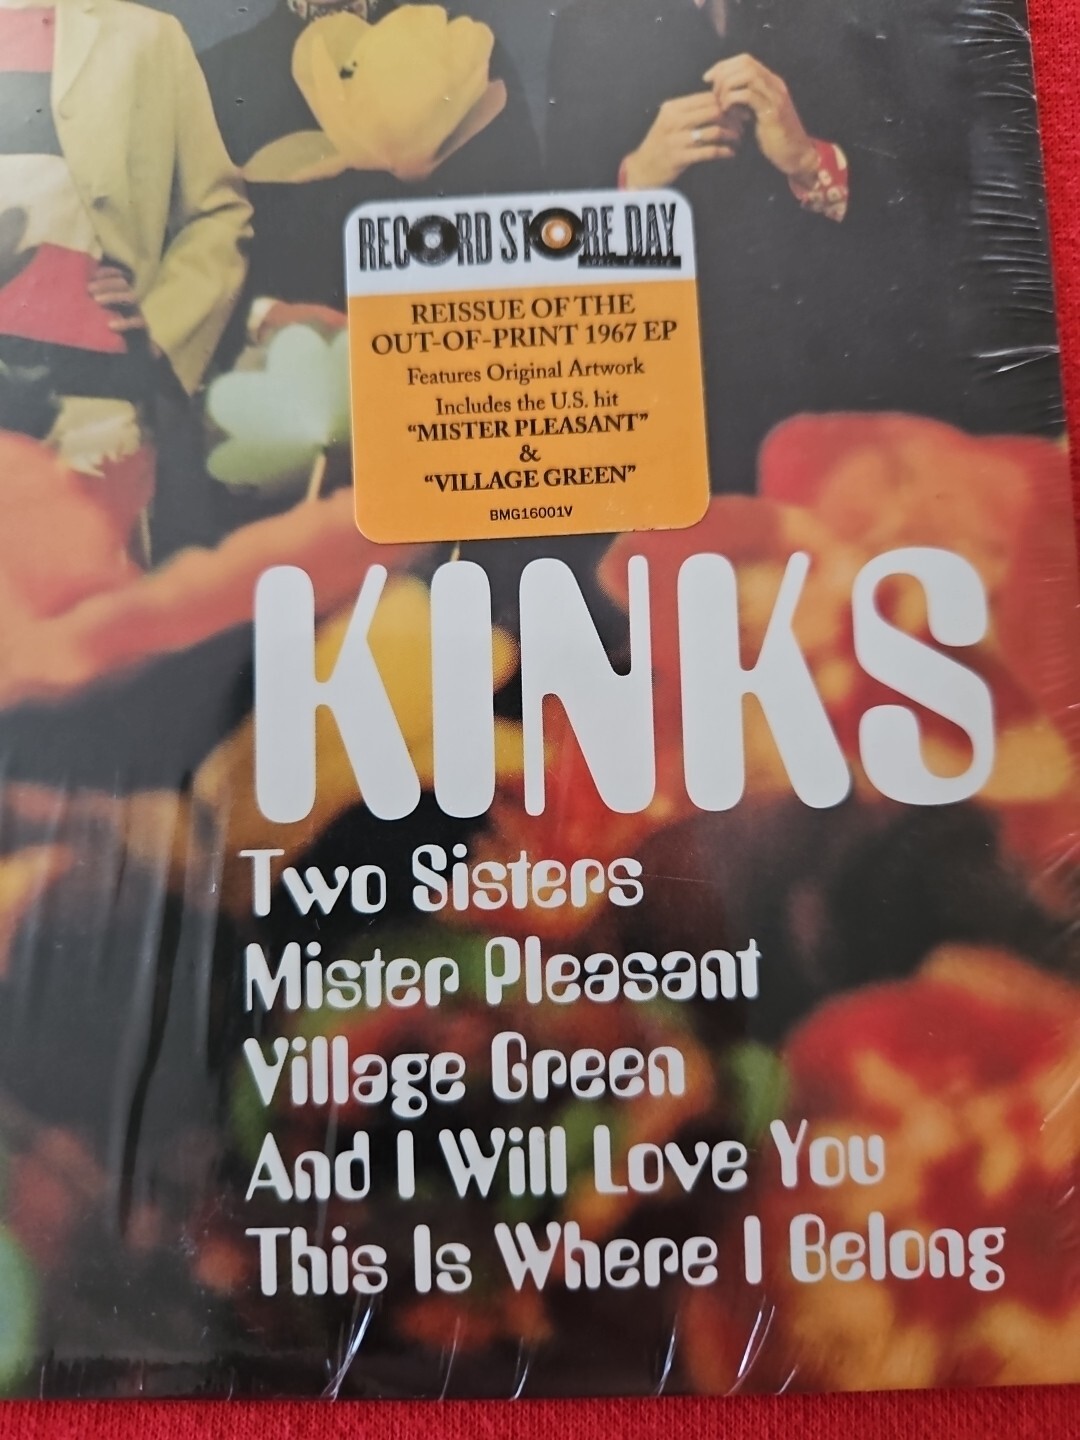 RECORD STORE DAY
REISSUE OF THE
OUT-OF-PRINT 1967 EP
Features Original Artwork
Includes the U.S. hit
“MISTER PLEASANT”
&
“VILLAGE GREEN”
BMG16001V
KINKS
Two Sisters
Mister Pleasant
Village Green
And I Will Love You
This Is Where I Belong